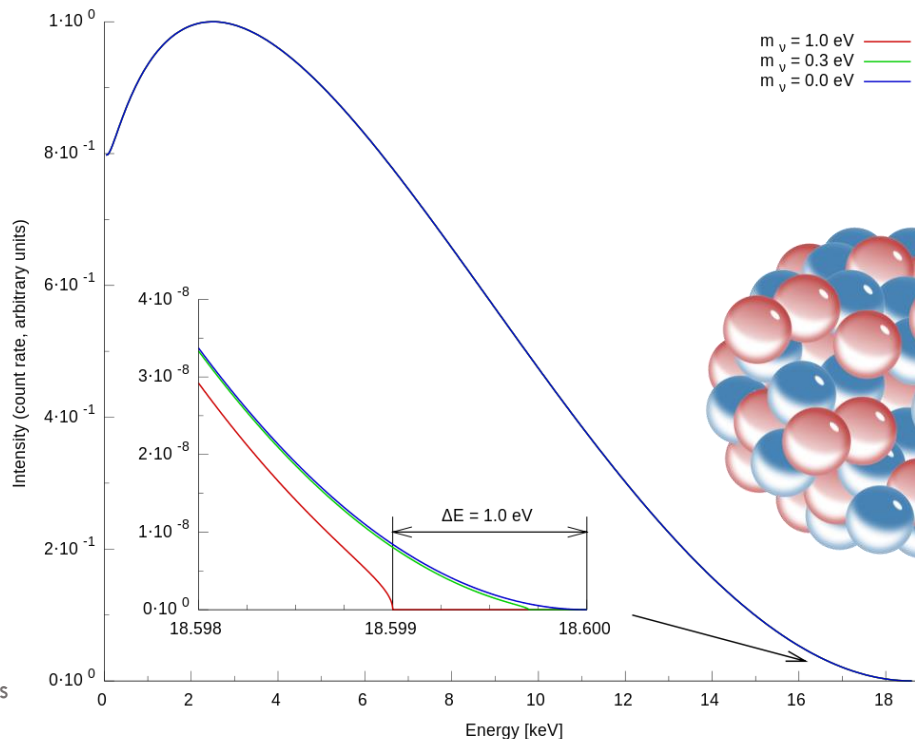 1·10 0
8·10 -1
6·10 -1
4·10 -1
2·10 -1
0·10 0
Intensity (count rate, arbitrary units)
m ν = 1.0 eV
m ν = 0.3 eV
m ν = 0.0 eV
4·10 -8
3·10 -8
2·10 -8
1·10 -8
0·10 0
ΔE = 1.0 eV
18.598 18.599 18.600
s
0 2 4 6 8 10 12 14 16 18
Energy [keV]